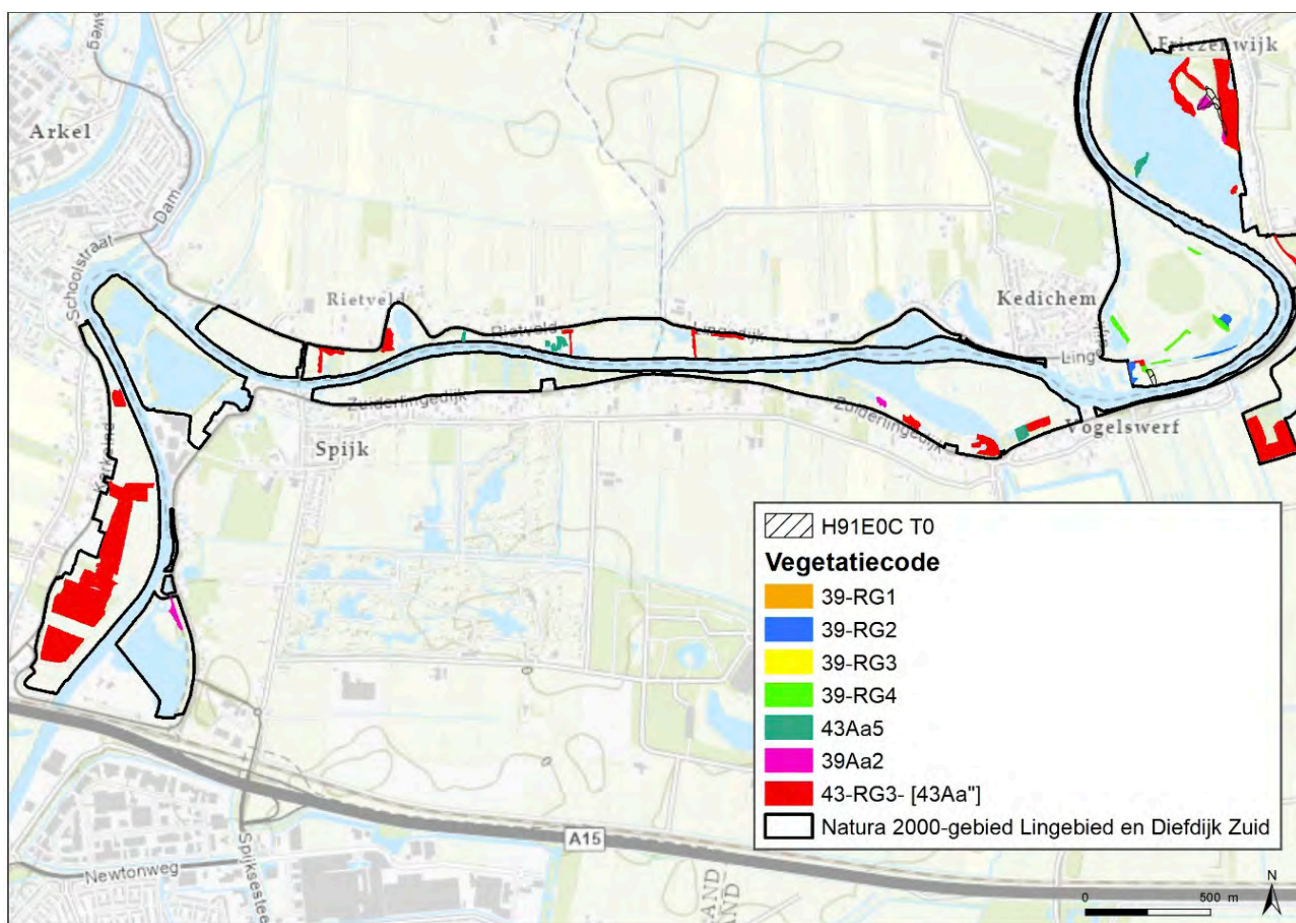 Friezenwijk
Arkel
Dam
Schoolstraat
Rietveld
Rietveld
Lingedijk
Kedichem
Zuiderlingedijk
Zuiderlingedijk
Vogelswerf
Spijk
H91E0C T0
Vegetatiecode
39-RG1
39-RG2
39-RG3
39-RG4
43Aa5
39Aa2
43-RG3- [43Aa"]
Natura 2000-gebied Lingebied en Diefdijk Zuid
A15
Newtonweg
0 500 m
N